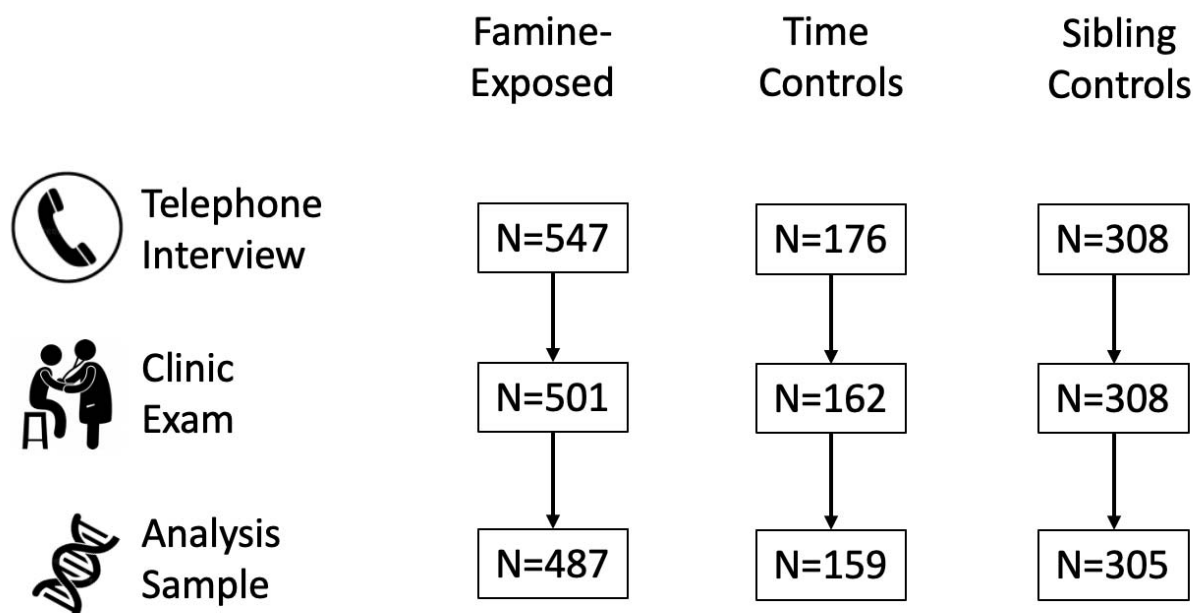 Famine-
Exposed
Time
Controls
Sibling
Controls
Telephone
Interview
N=547
N=176
N=308
Clinic
Exam
N=501
N=162
N=308
Analysis
Sample
N=487
N=159
N=305